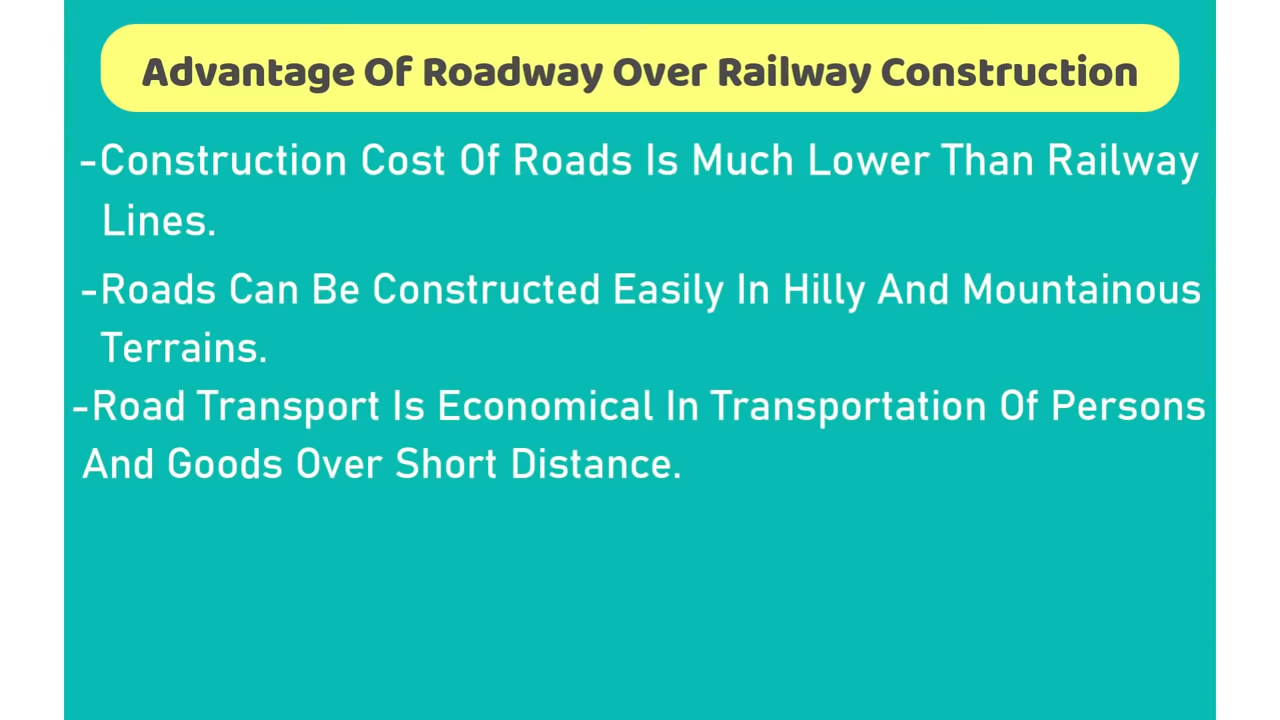 Advantage Of Roadway Over Railway Construction
-Construction Cost Of Roads Is Much Lower Than Railway
Lines.
-Roads Can Be Constructed Easily In Hilly And Mountainous
Terrains.
-Road Transport Is Economical In Transportation Of Persons
And Goods Over Short Distance.